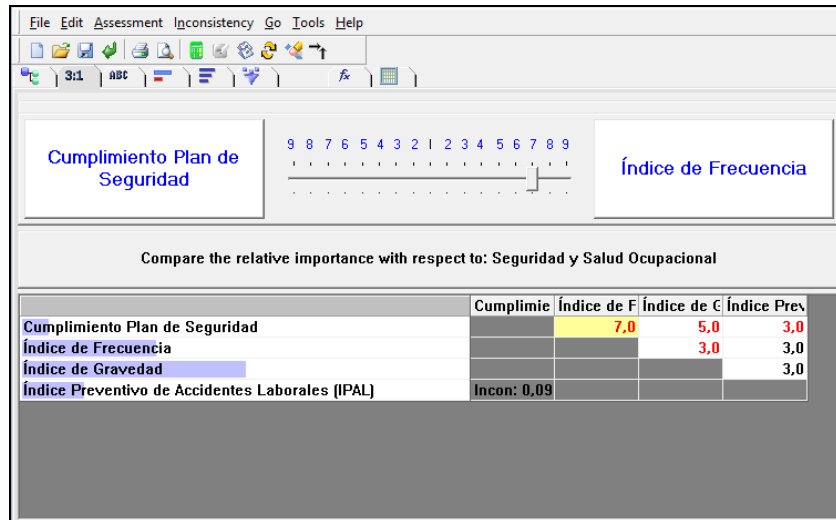 File Edit Assessment Inconsistency Go Tools Help
3:1 ABC fx
9 8 7 6 5 4 3 2 1 2 3 4 5 6 7 8 9
Cumplimiento Plan de
Seguridad
Índice de Frecuencia
Compare the relative importance with respect to: Seguridad y Salud Ocupacional
Cumplimie Índice de F Índice de G Índice Prev
Cumplimiento Plan de Seguridad 7,0 5,0 3,0
Índice de Frecuencia 3,0 3,0
Índice de Gravedad 3,0
Índice Preventivo de Accidentes Laborales (IPAL) Incon: 0,09